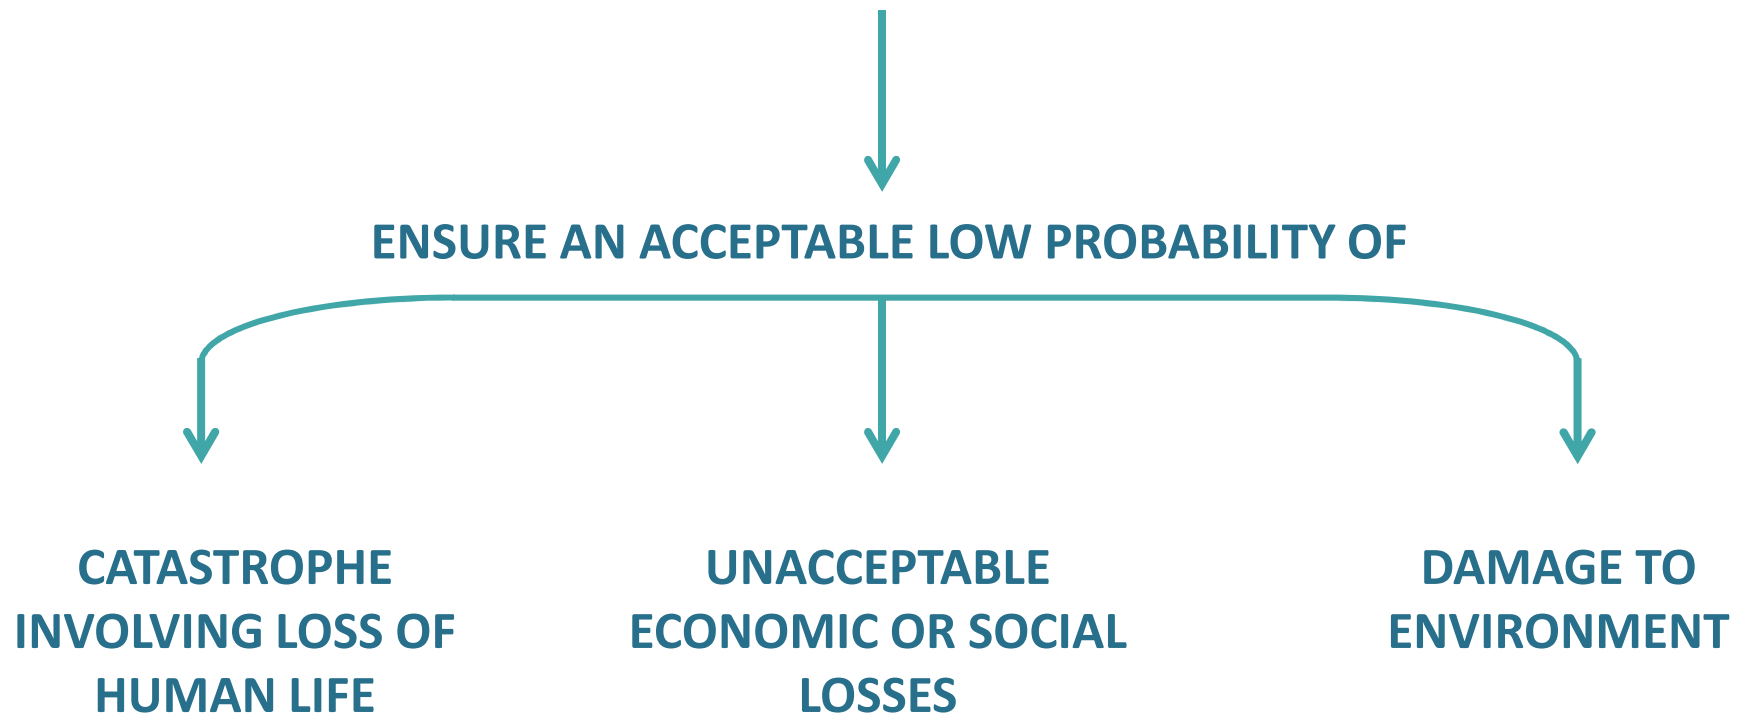 ENSURE AN ACCEPTABLE LOW PROBABILITY OF
CATASTROPHE
INVOLVING LOSS OF
HUMAN LIFE
UNACCEPTABLE
ECONOMIC OR SOCIAL
LOSSES
DAMAGE TO
ENVIRONMENT